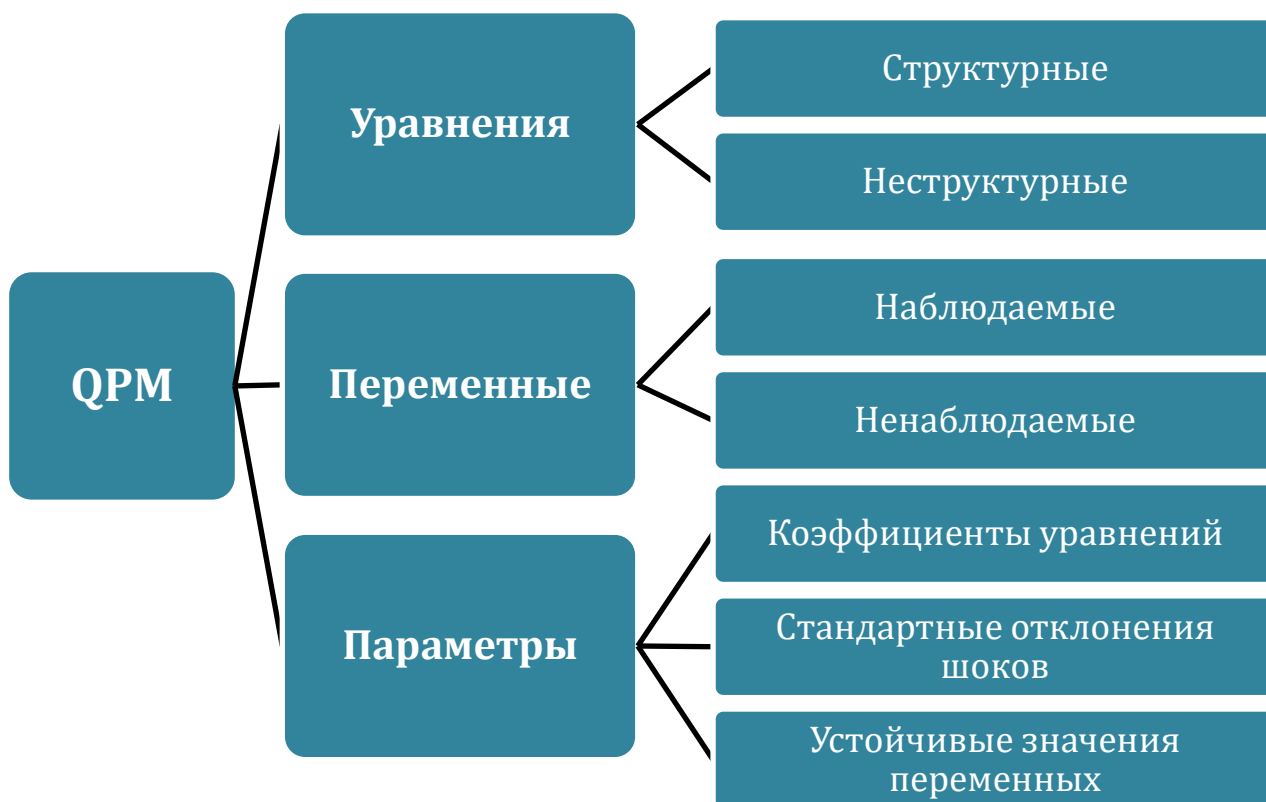 QPM
Уравнения
Структурные
Неструктурные
Переменные
Наблюдаемые
Ненаблюдаемые
Параметры
Коэффициенты уравнений
Стандартные отклонения
шоков
Устойчивые значения
переменных